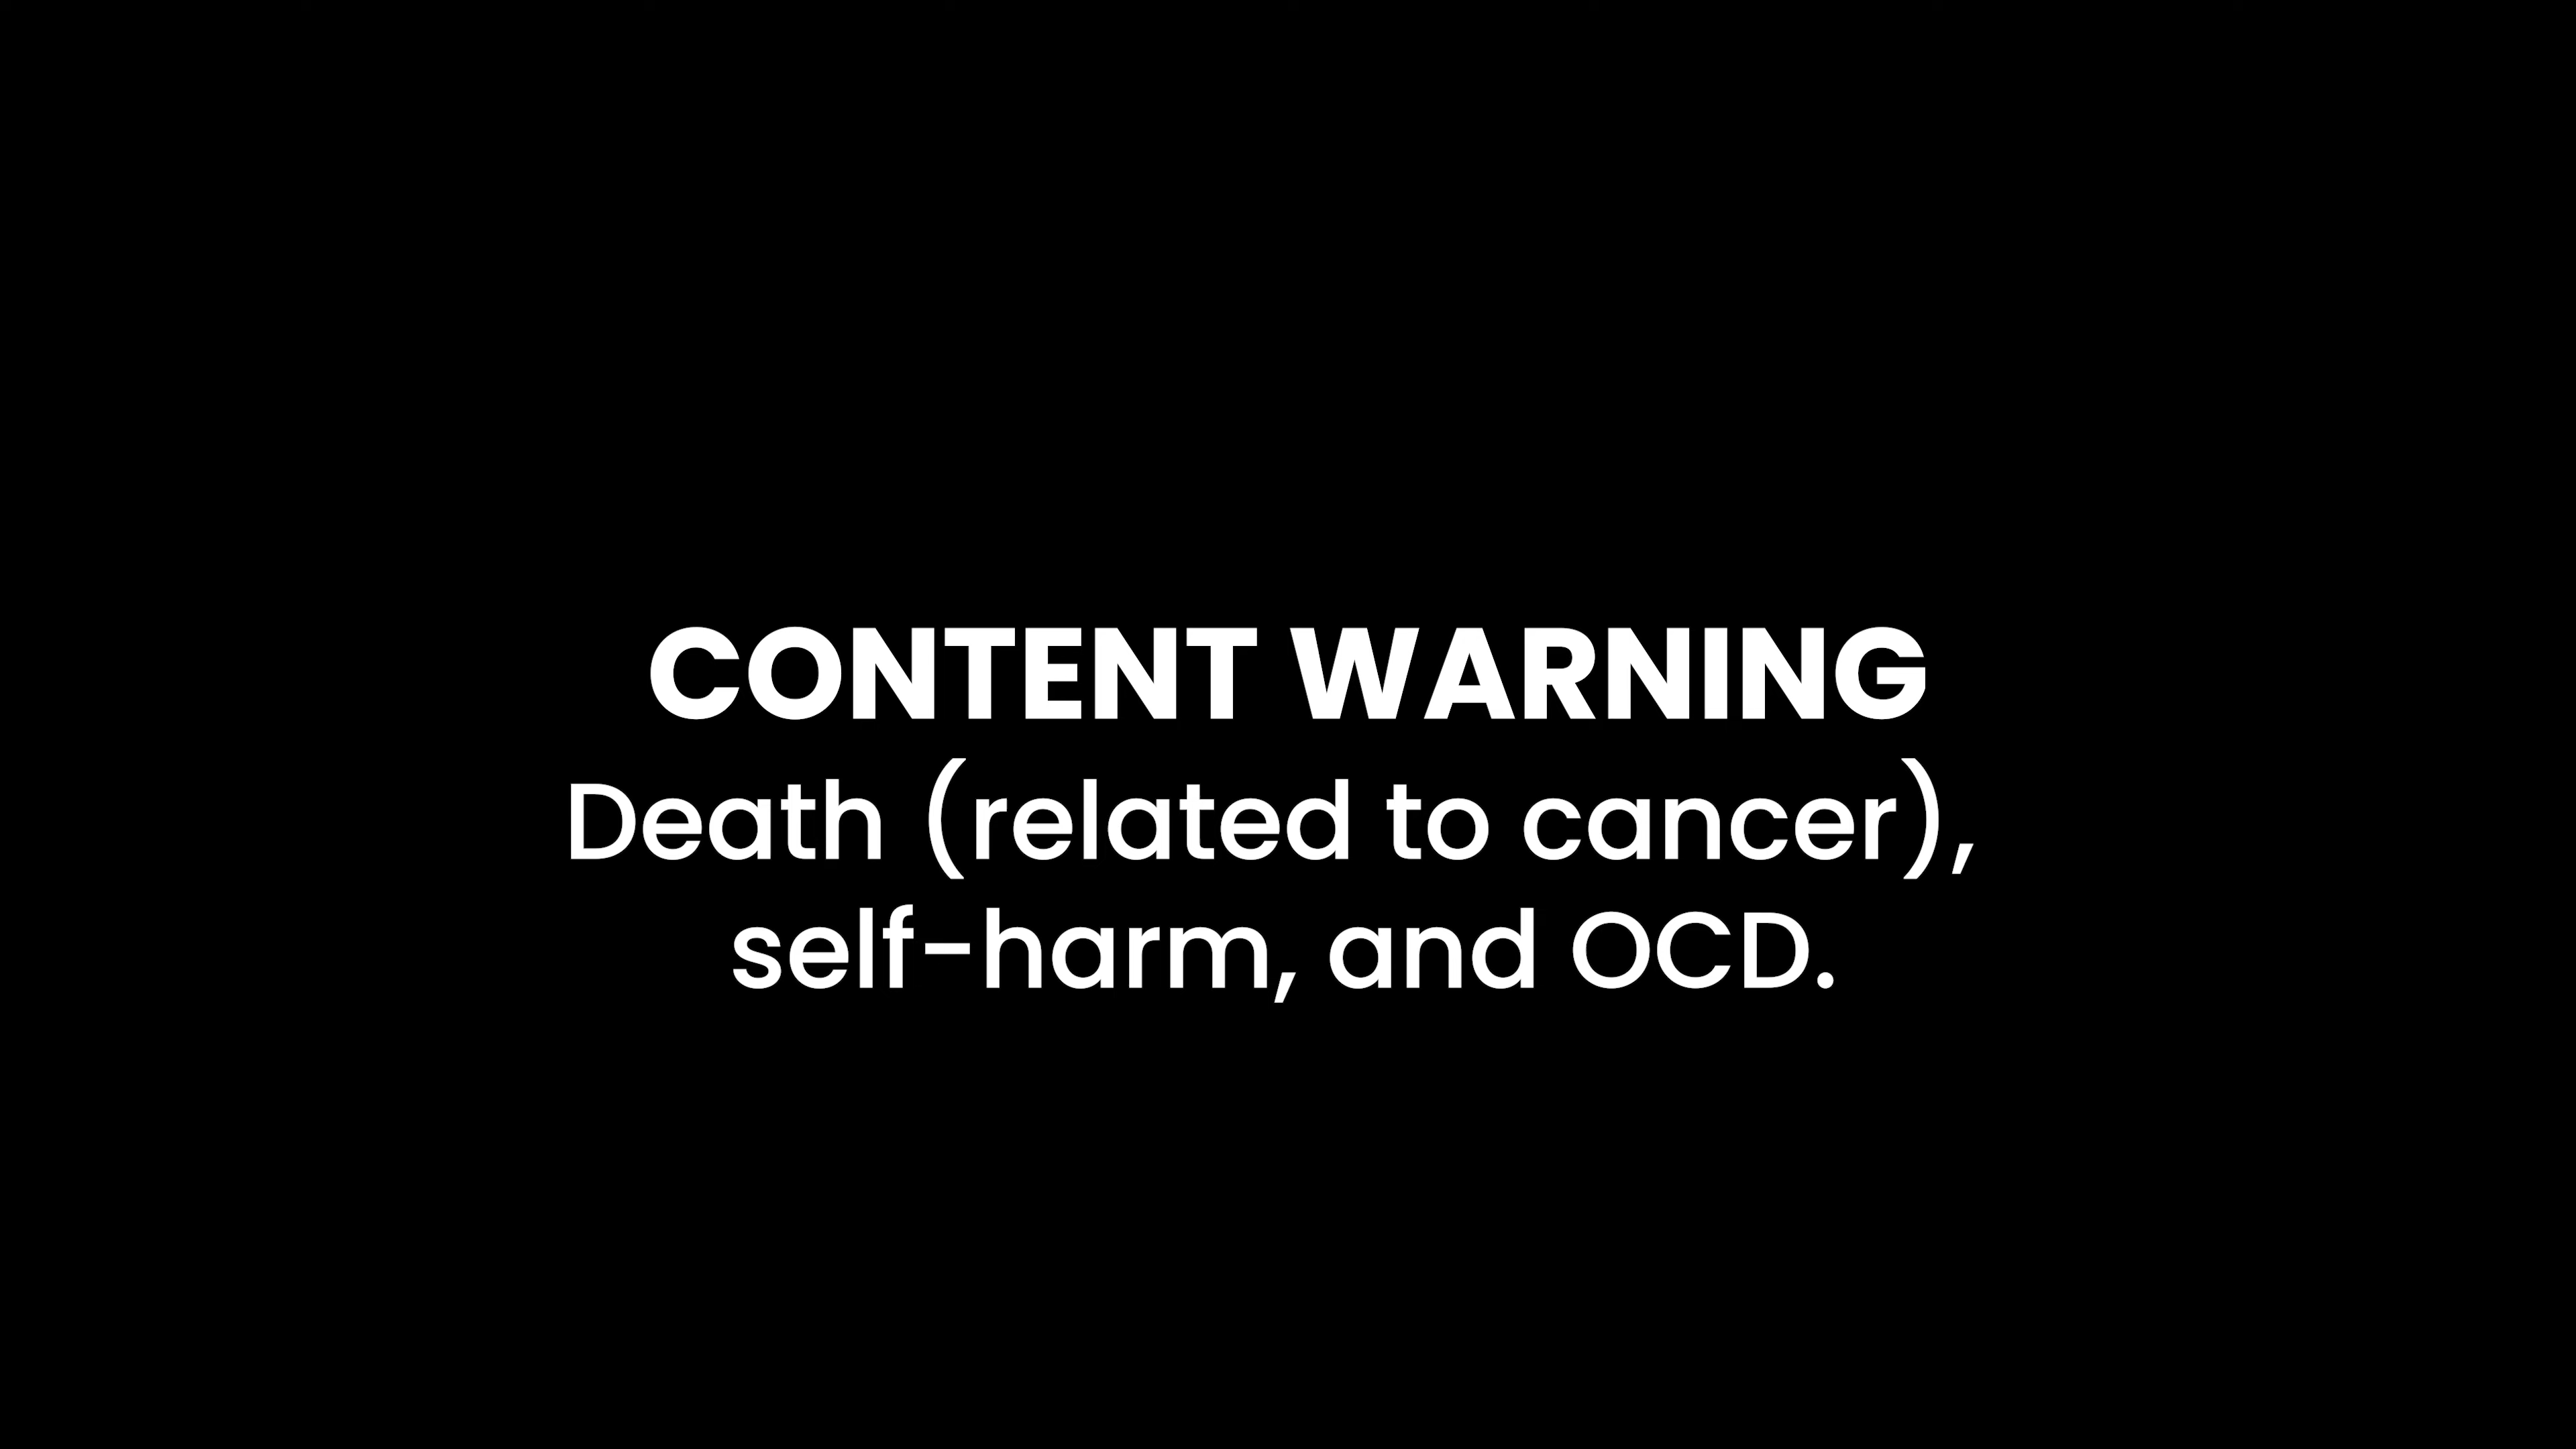 CONTENT WARNING
Death (related to cancer),
self-harm, and OCD.